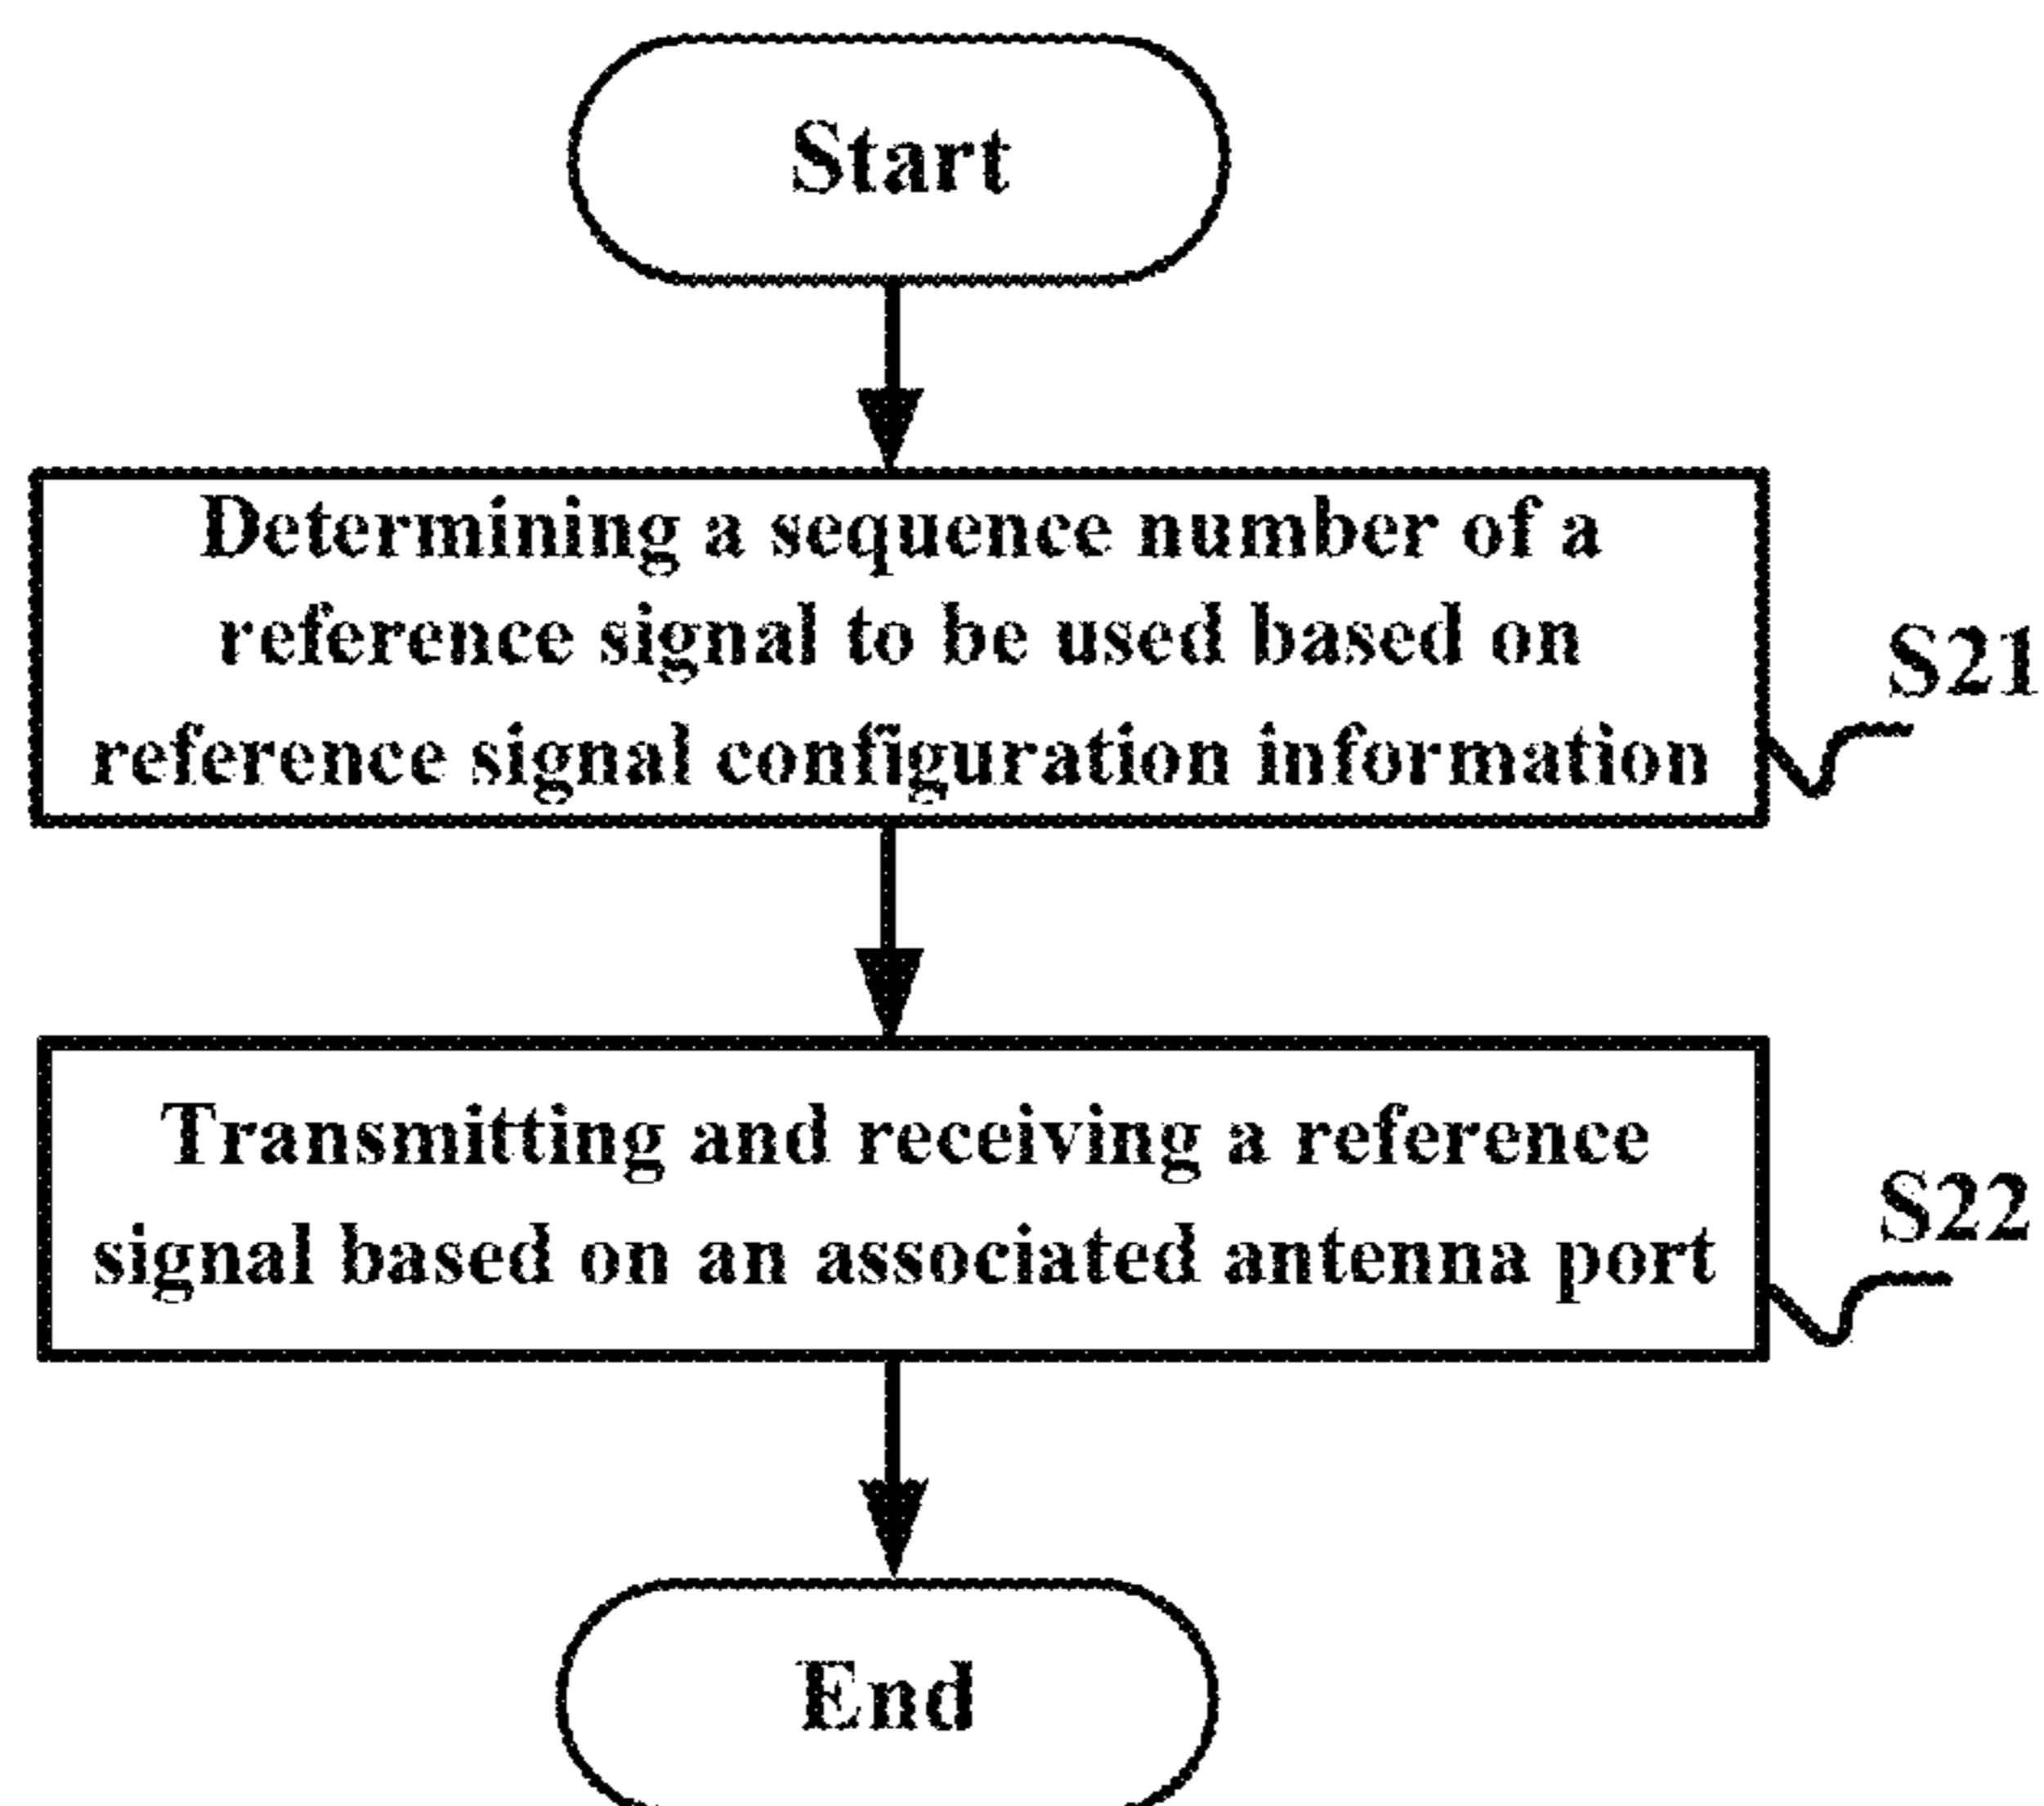 Start
Determining a sequence number of a
reference signal to be used based on
reference signal configuration information
S21
Transmitting and receiving a reference
signal based on an associated antenna port
S22
End